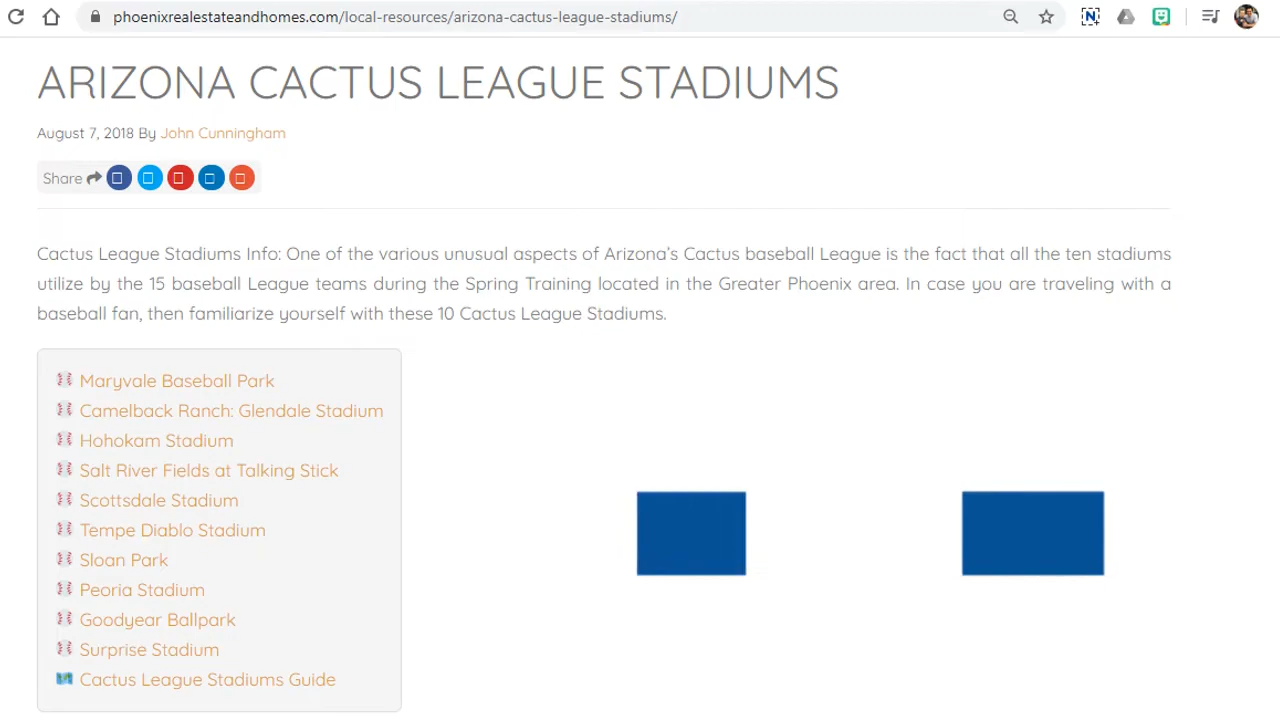 phoenixrealestateandhomes.com/local-resources/arizona-cactus-league-stadiums/
ARIZONA CACTUS LEAGUE STADIUMS
August 7, 2018 By John Cunningham
Share
Cactus League Stadiums Info: One of the various unusual aspects of Arizona's Cactus baseball League is the fact that all the ten stadiums
utilize by the 15 baseball League teams during the Spring Training located in the Greater Phoenix area. In case you are traveling with a
baseball fan, then familiarize yourself with these 10 Cactus League Stadiums.
Maryvale Baseball Park
Camelback Ranch: Glendale Stadium
Hohokam Stadium
Salt River Fields at Talking Stick
Scottsdale Stadium
Tempe Diablo Stadium
Sloan Park
Peoria Stadium
Goodyear Ballpark
Surprise Stadium
Cactus League Stadiums Guide